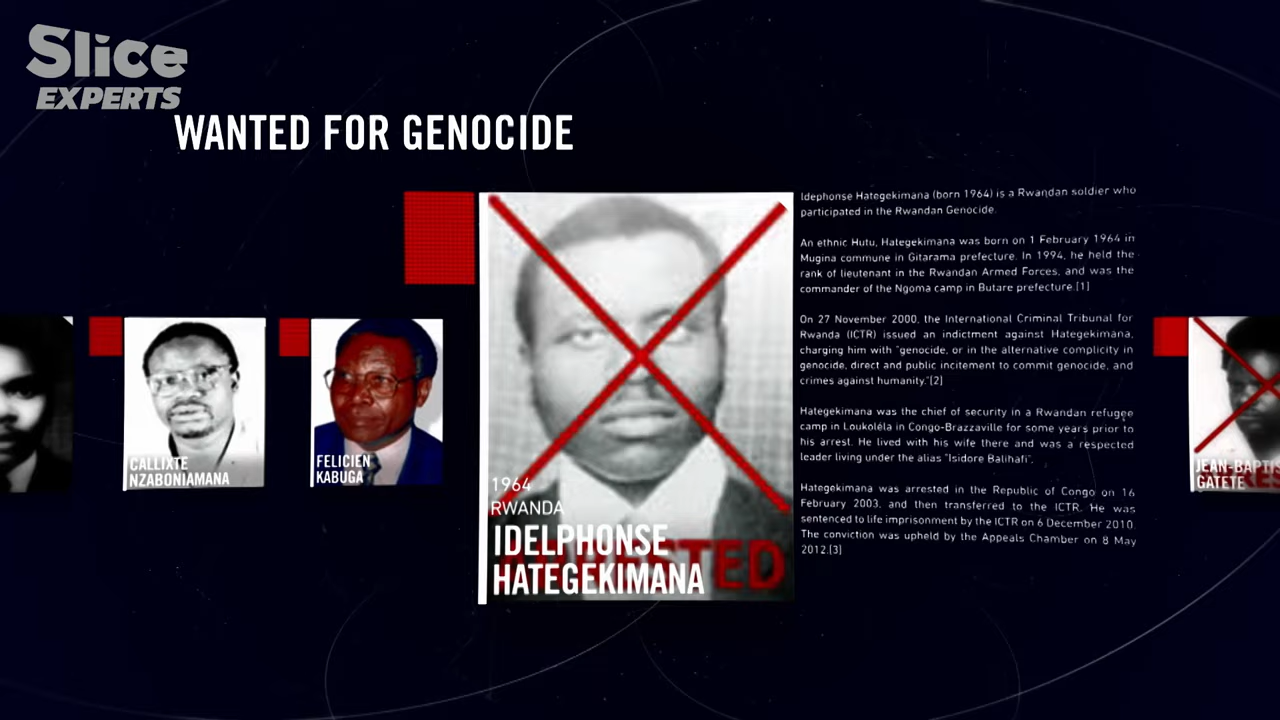 Slice
EXPERTS
WANTED FOR GENOCIDE
CALLIXTE
NZABONIAMANA
FELICIEN
KABUGA
1964
RWANDA
IDELPHONSE
HATEGEKIMANA
TED
Idephonse Hategekimana (born 1964) is a Rwandan soldier who
participated in the Rwandan Genocide.
An ethnic Hutu, Hategekimana was born on 1 February 1964 in
Mugina commune in Gitarama prefecture. In 1994, he held the
rank of lieutenant in the Rwandan Armed Forces, and was the
commander of the Ngoma camp in Butare prefecture.[1]
On 27 November 2000, the International Criminal Tribunal for
Rwanda (ICTR) issued an indictment against Hategekimana,
charging him with "genocide, or in the alternative complicity in
genocide, direct and public incitement to commit genocide, and
crimes against humanity."[2]
Hategekimana was the chief of security in a Rwandan refugee
camp in Loukoléla in Congo-Brazzaville for some years prior to
his arrest. He lived with his wife there and was a respected
leader living under the alias "Isidore Balihafi".
Hategekimana was arrested in the Republic of Congo on 16
February 2003, and then transferred to the ICTR. He was
sentenced to life imprisonment by the ICTR on 6 December 2010.
The conviction was upheld by the Appeals Chamber on 8 May
2012.[3]
JEAN-BAPTIS
GATETE